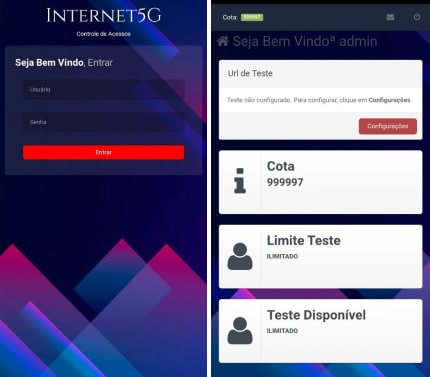 INTERNET5G
Controle de Acessos
Seja Bem Vindo, Entrar
Usuário
Senha
Entrar
Cota: 999997
Seja Bem Vindoª admin
Url de Teste
Teste não configurado. Para configurar, clique em Configurações.
Configurações
Cota
999997
Limite Teste
ILIMITADO
Teste Disponível
ILIMITADO